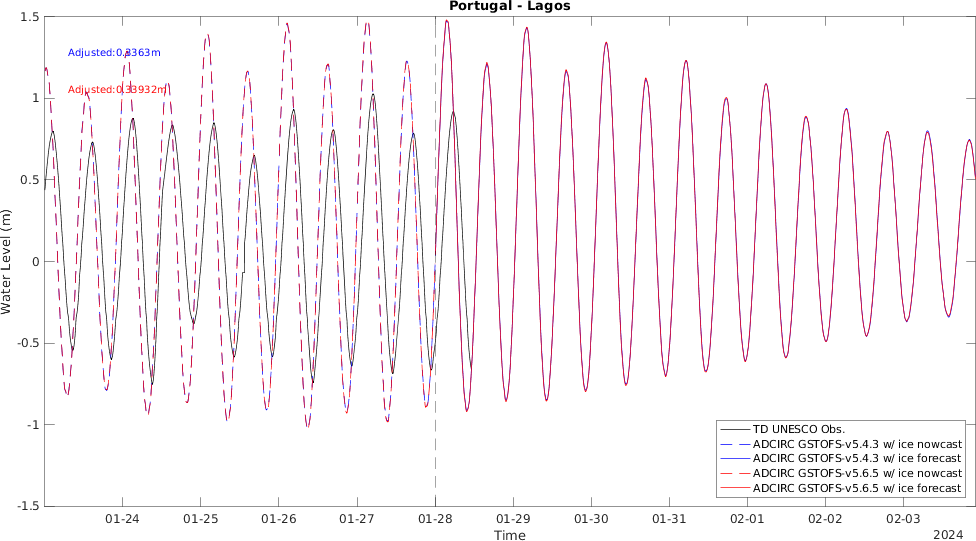 Portugal - Lagos
1.5
1
0.5
0
-0.5
-1
-1.5
Water Level (m)
Adjusted:0.3363m
Adjusted:0.33932m
TD UNESCO Obs.
ADCIRC GSTOFS-v5.4.3 w/ ice nowcast
ADCIRC GSTOFS-v5.4.3 w/ ice forecast
ADCIRC GSTOFS-v5.6.5 w/ ice nowcast
ADCIRC GSTOFS-v5.6.5 w/ ice forecast
01-24 01-25 01-26 01-27 01-28 01-29 01-30 01-31 02-01 02-02 02-03
Time
2024